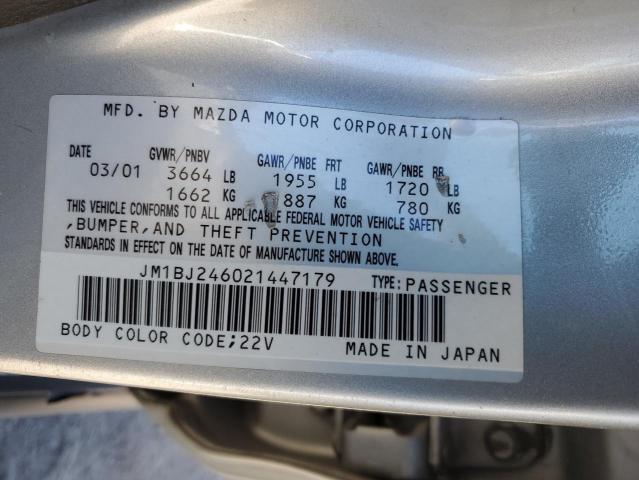 MFD. BY MAZDA MOTOR CORPORATION
DATE GVWR/PNBV GAWR/PNBE FRT GAWR/PNBE RR
03/01 3664 LB 1955 LB 1720 LB
1662 KG 887 KG 780 KG
THIS VEHICLE CONFORMS TO ALL APPLICABLE FEDERAL MOTOR VEHICLE SAFETY
,BUMPER,AND THEFT PREVENTION
STANDARDS IN EFFECT ON THE DATE OF MANUFACTURE SHOWN ABOVE.
JM1BJ246021447179 TYPE:PASSENGER
BODY COLOR CODE;22V MADE IN JAPAN